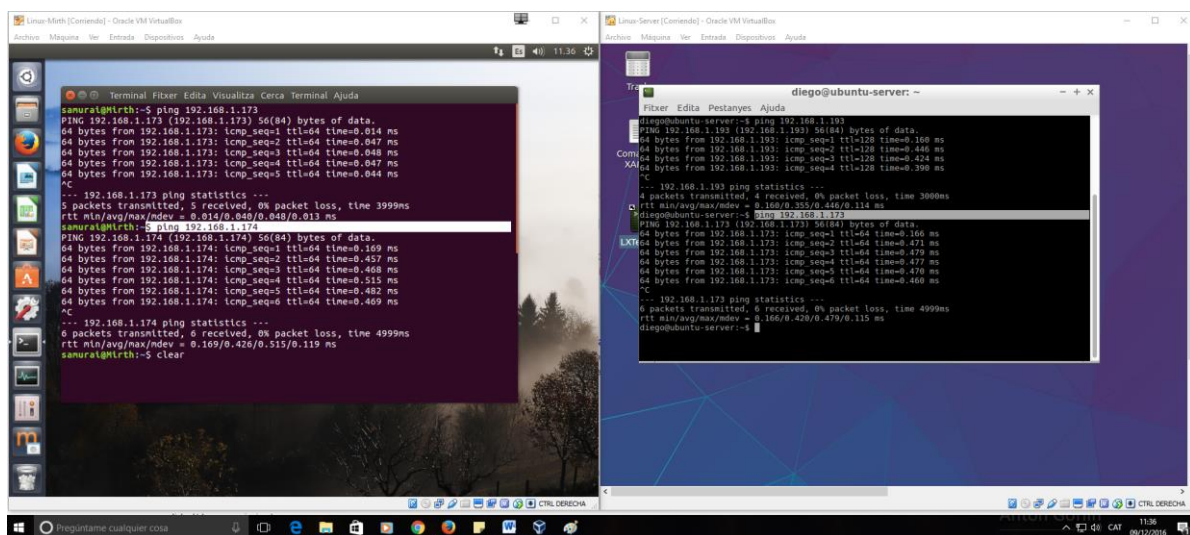 Linux-Mirth [Corriendo] - Oracle VM VirtualBox
Archivo Máquina Ver Entrada Dispositivos Ayuda
Es 11.36
Terminal Fitxer Edita Visualitza Cerca Terminal Ajuda
samurai@Mirth:~$ ping 192.168.1.173
PING 192.168.1.173 (192.168.1.173) 56(84) bytes of data.
64 bytes from 192.168.1.173: icmp_seq=1 ttl=64 time=0.014 ms
64 bytes from 192.168.1.173: icmp_seq=2 ttl=64 time=0.047 ms
64 bytes from 192.168.1.173: icmp_seq=3 ttl=64 time=0.048 ms
64 bytes from 192.168.1.173: icmp_seq=4 ttl=64 time=0.047 ms
64 bytes from 192.168.1.173: icmp_seq=5 ttl=64 time=0.044 ms
^C
--- 192.168.1.173 ping statistics ---
5 packets transmitted, 5 received, 0% packet loss, time 3999ms
rtt min/avg/max/mdev = 0.014/0.040/0.048/0.013 ms
samurai@Mirth:~$ ping 192.168.1.174
PING 192.168.1.174 (192.168.1.174) 56(84) bytes of data.
64 bytes from 192.168.1.174: icmp_seq=1 ttl=64 time=0.169 ms
64 bytes from 192.168.1.174: icmp_seq=2 ttl=64 time=0.457 ms
64 bytes from 192.168.1.174: icmp_seq=3 ttl=64 time=0.468 ms
64 bytes from 192.168.1.174: icmp_seq=4 ttl=64 time=0.515 ms
64 bytes from 192.168.1.174: icmp_seq=5 ttl=64 time=0.482 ms
64 bytes from 192.168.1.174: icmp_seq=6 ttl=64 time=0.469 ms
^C
--- 192.168.1.174 ping statistics ---
6 packets transmitted, 6 received, 0% packet loss, time 4999ms
rtt min/avg/max/mdev = 0.169/0.426/0.515/0.119 ms
samurai@Mirth:~$ clear
CTRL DERECHA
Linux-Server [Corriendo] - Oracle VM VirtualBox
Archivo Máquina Ver Entrada Dispositivos Ayuda
diego@ubuntu-server: ~
Fitxer Edita Pestanyes Ajuda
diego@ubuntu-server:~$ ping 192.168.1.193
PING 192.168.1.193 (192.168.1.193) 56(84) bytes of data.
64 bytes from 192.168.1.193: icmp_seq=1 ttl=128 time=0.160 ms
64 bytes from 192.168.1.193: icmp_seq=2 ttl=128 time=0.446 ms
64 bytes from 192.168.1.193: icmp_seq=3 ttl=128 time=0.424 ms
64 bytes from 192.168.1.193: icmp_seq=4 ttl=128 time=0.390 ms
^C
--- 192.168.1.193 ping statistics ---
4 packets transmitted, 4 received, 0% packet loss, time 3000ms
rtt min/avg/max/mdev = 0.160/0.355/0.446/0.114 ms
diego@ubuntu-server:~$ ping 192.168.1.173
PING 192.168.1.173 (192.168.1.173) 56(84) bytes of data.
64 bytes from 192.168.1.173: icmp_seq=1 ttl=64 time=0.166 ms
64 bytes from 192.168.1.173: icmp_seq=2 ttl=64 time=0.471 ms
64 bytes from 192.168.1.173: icmp_seq=3 ttl=64 time=0.479 ms
64 bytes from 192.168.1.173: icmp_seq=4 ttl=64 time=0.477 ms
64 bytes from 192.168.1.173: icmp_seq=5 ttl=64 time=0.470 ms
64 bytes from 192.168.1.173: icmp_seq=6 ttl=64 time=0.460 ms
^C
--- 192.168.1.173 ping statistics ---
6 packets transmitted, 6 received, 0% packet loss, time 4999ms
rtt min/avg/max/mdev = 0.166/0.420/0.479/0.115 ms
diego@ubuntu-server:~$
CTRL DERECHA
Pregúntame cualquier cosa
CAT
11:36
09/12/2016